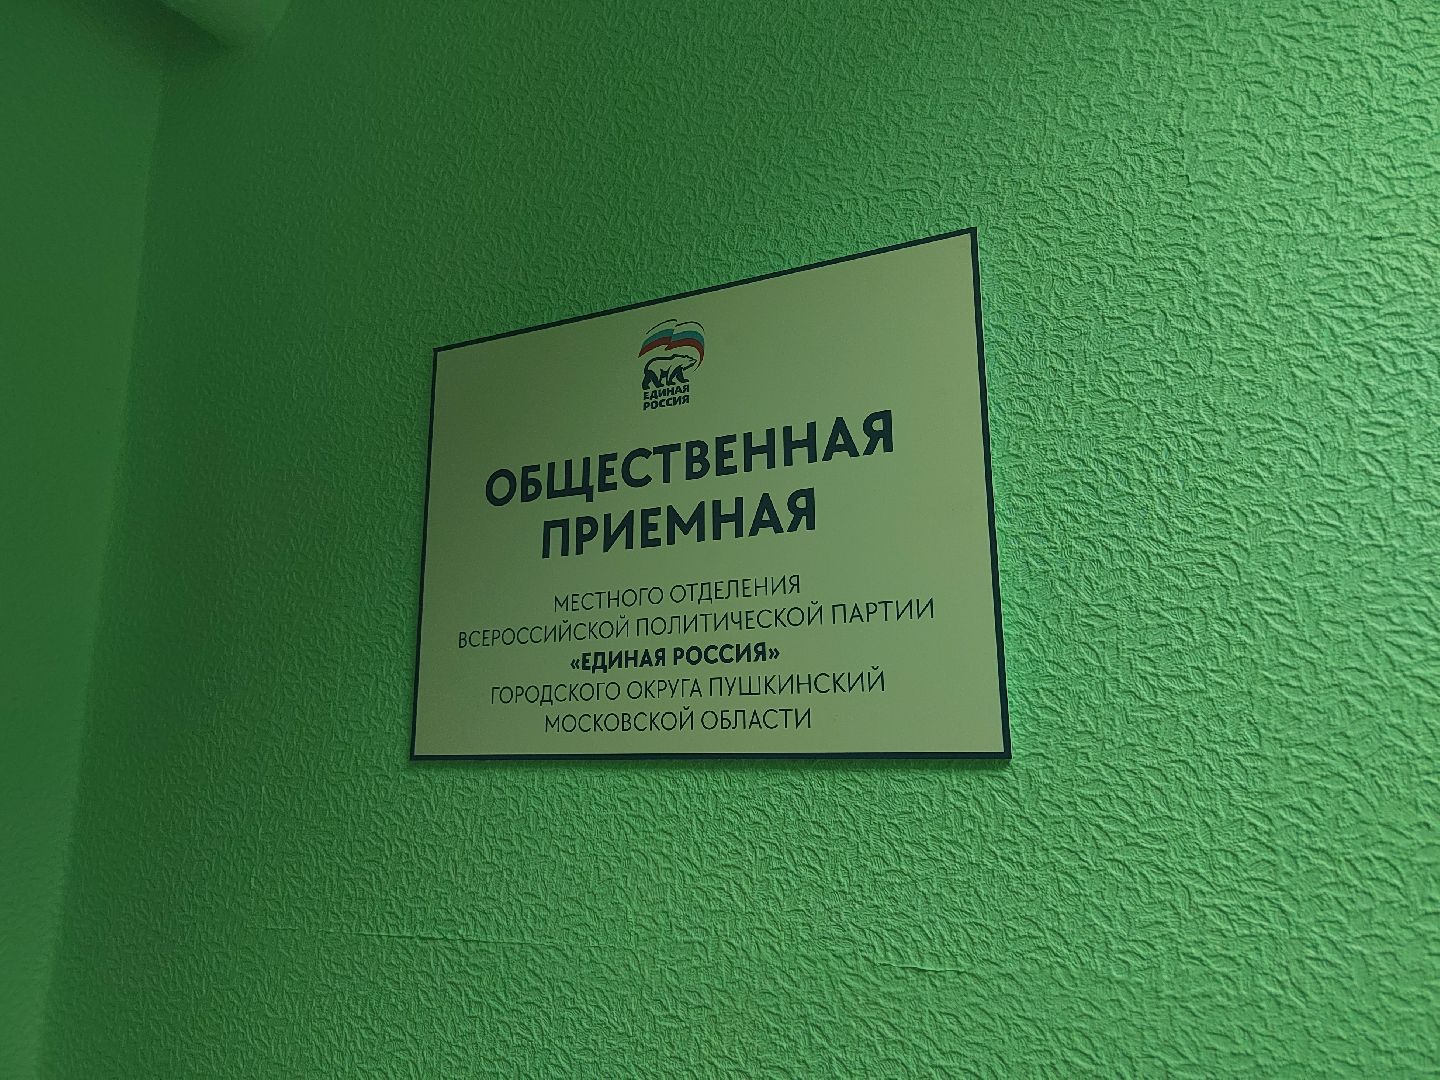 ЕДИНАЯ
РОССИЯ
ОБЩЕСТВЕННАЯ
ПРИЕМНАЯ
МЕСТНОГО ОТДЕЛЕНИЯ
ВСЕРОССИЙСКОЙ ПОЛИТИЧЕСКОЙ ПАРТИИ
«ЕДИНАЯ РОССИЯ»
ГОРОДСКОГО ОКРУГА ПУШКИНСКИЙ
МОСКОВСКОЙ ОБЛАСТИ